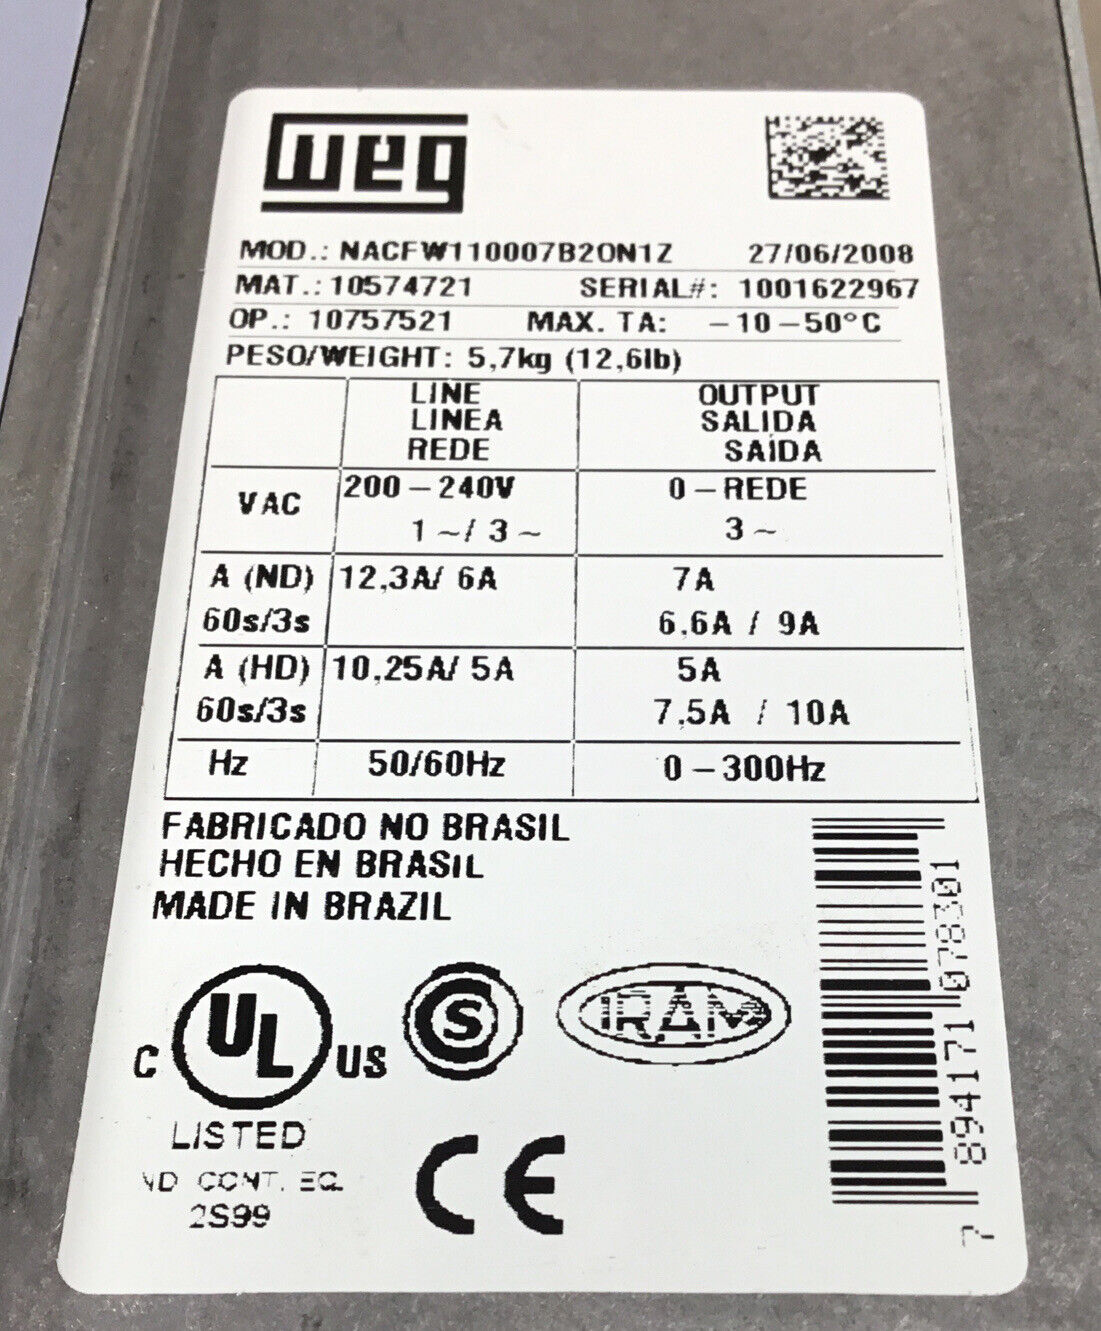 weg
MOD.: NACFW110007B2ON1Z 27/06/2008
MAT.: 10574721 SERIAL#: 1001622967
OP.: 10757521 MAX. TA: -10-50°C
PESO/WEIGHT: 5,7kg (12,6lb)
LINE OUTPUT
LINEA SALIDA
REDE SAÍDA
VAC 200-240V 0-REDE
1~/3~ 3~
A (ND) 12,3A/ 6A 7A
60s/3s 6,6A / 9A
A (HD) 10,25A/ 5A 5A
60s/3s 7,5A / 10A
Hz 50/60Hz 0-300Hz
FABRICADO NO BRASIL
HECHO EN BRASIL
MADE IN BRAZIL
C UL US
S
IRAM
LISTED
IND CONT. EQ.
2S99
CE
7 894171 078301